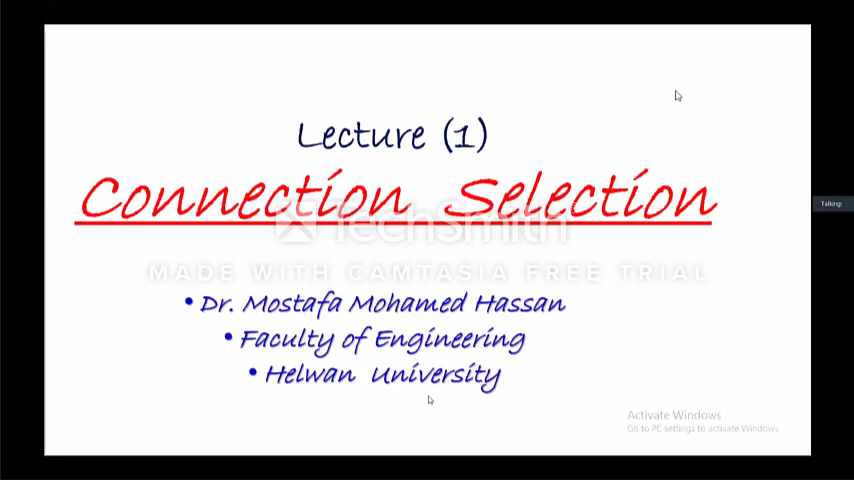 Lecture (1)
Connection Selection
TechSmith
MADE WITH CAMTASIA FREE TRIAL
• Dr. Mostafa Mohamed Hassan
• Faculty of Engineering
• Helwan University
Talking:
Activate Windows
Go to PC settings to activate Windows.